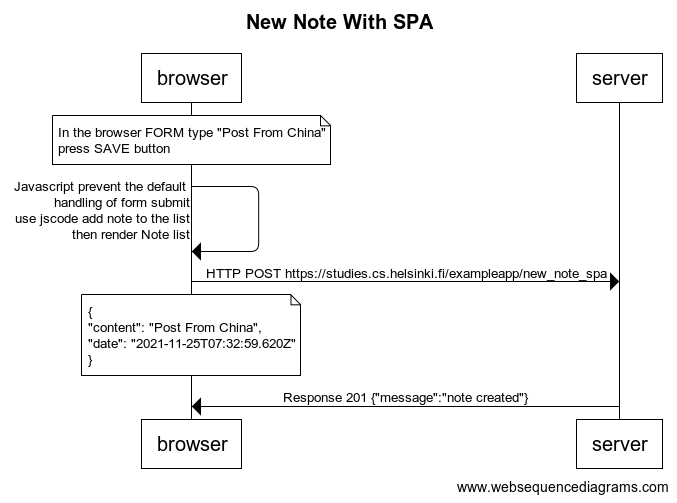 New Note With SPA
browser
server
In the browser FORM type "Post From China"
press SAVE button
Javascript prevent the default
handling of form submit
use jscode add note to the list
then render Note list
HTTP POST https://studies.cs.helsinki.fi/exampleapp/new_note_spa
{
"content": "Post From China",
"date": "2021-11-25T07:32:59.620Z"
}
Response 201 {"message":"note created"}
browser
server
www.websequencediagrams.com